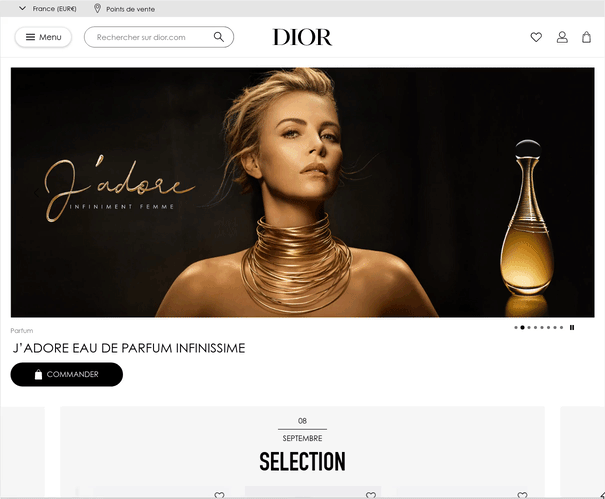 France (EUR€)
Points de vente
Menu
Rechercher sur dior.com
DIOR
J'adore
INFINIMENT FEMME
Parfum
J'ADORE EAU DE PARFUM INFINISSIME
COMMANDER
08
SEPTEMBRE
SELECTION